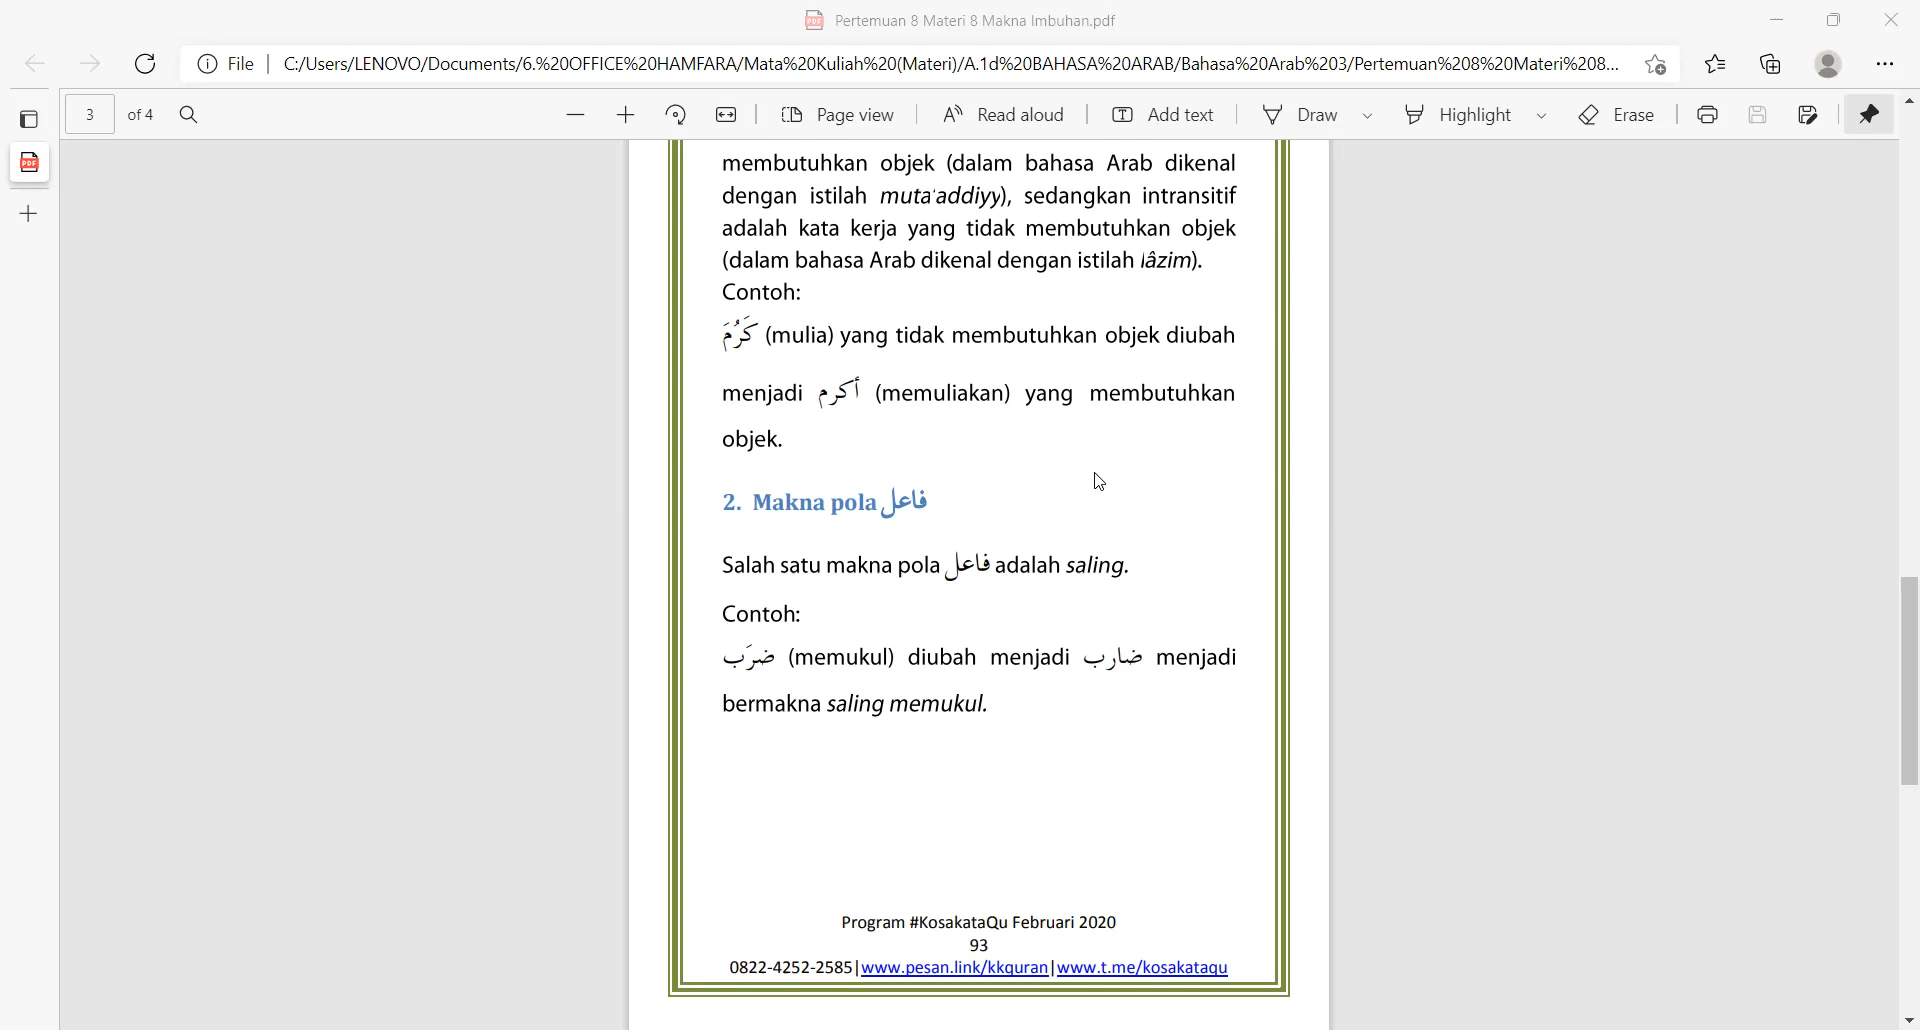 Pertemuan 8 Materi 8 Makna Imbuhan.pdf
File | C:/Users/LENOVO/Documents/6.%20OFFICE%20HAMFARA/Mata%20Kuliah%20(Materi)/A.1d%20BAHASA%20ARAB/Bahasa%20Arab%203/Pertemuan%208%20Materi%208...
3 of 4 Page view Read aloud Add text Draw Highlight Erase
membutuhkan objek (dalam bahasa Arab dikenal
dengan istilah muta'addiyy), sedangkan intransitif
adalah kata kerja yang tidak membutuhkan objek
(dalam bahasa Arab dikenal dengan istilah lâzim).
Contoh:
كَرُمَ (mulia) yang tidak membutuhkan objek diubah
menjadi أكرم (memuliakan) yang membutuhkan
objek.
2. Makna pola فاعل
Salah satu makna pola فاعل adalah saling.
Contoh:
ضرَب (memukul) diubah menjadi ضارب menjadi
bermakna saling memukul.
Program #KosakataQu Februari 2020
93
0822-4252-2585|www.pesan.link/kkquran|www.t.me/kosakataqu